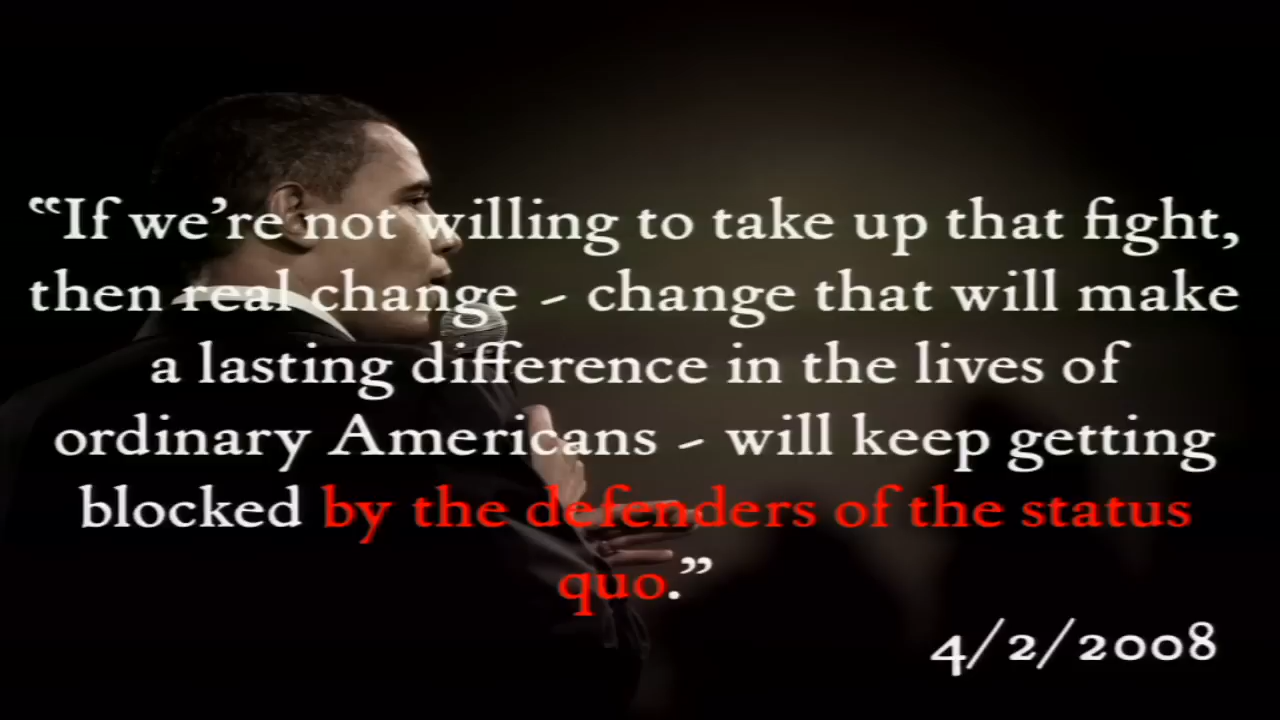 “If we’re not willing to take up that fight,
then real change - change that will make
a lasting difference in the lives of
ordinary Americans - will keep getting
blocked by the defenders of the status
quo.”
4/2/2008